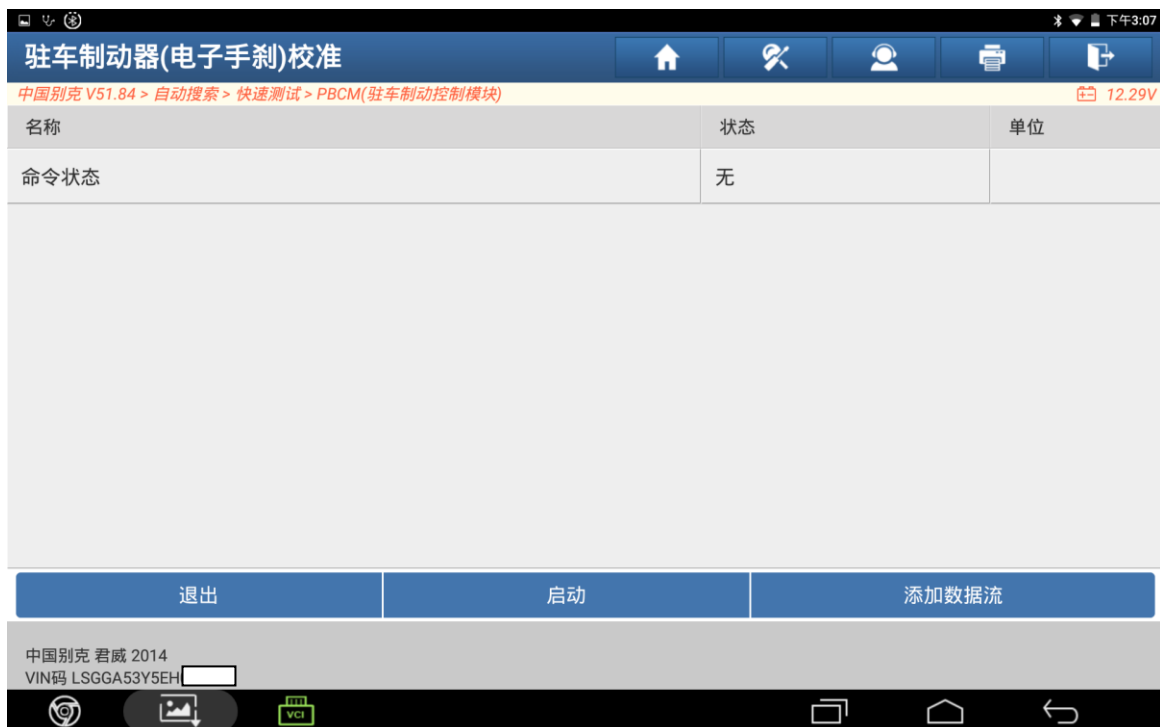 下午3:07
驻车制动器(电子手刹)校准
中国别克 V51.84 > 自动搜索 > 快速测试 > PBCM(驻车制动控制模块) 12.29V
名称 状态 单位
命令状态 无
退出 启动 添加数据流
中国别克 君威 2014
VIN码 LSGGA53Y5EH
VCI